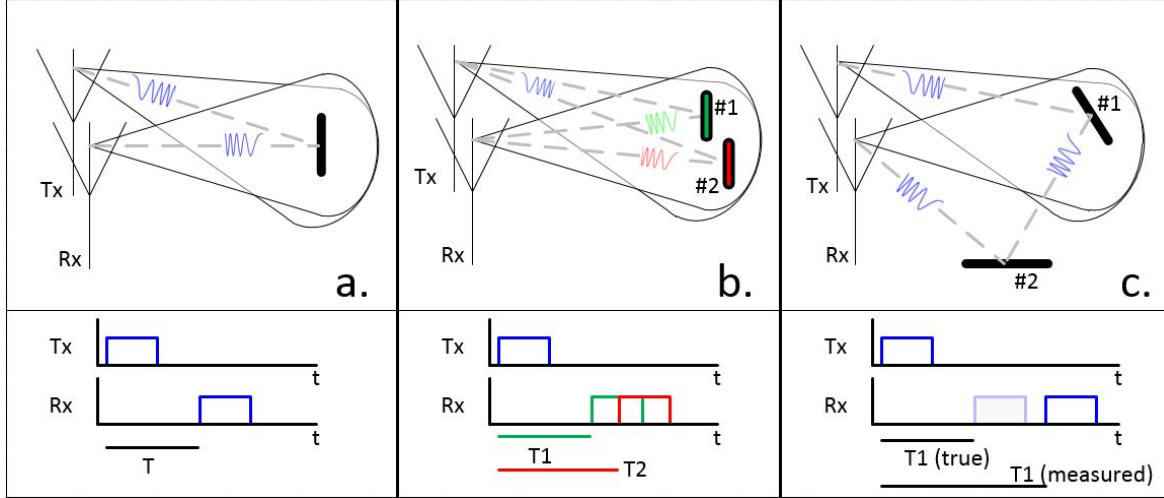 Tx
Rx
a.
Tx
Rx
#1
#2
b.
Tx
Rx
#1
#2
c.
Tx
t
Rx
t
T
Tx
t
Rx
t
T1
T2
Tx
t
Rx
t
T1 (true)
T1 (measured)